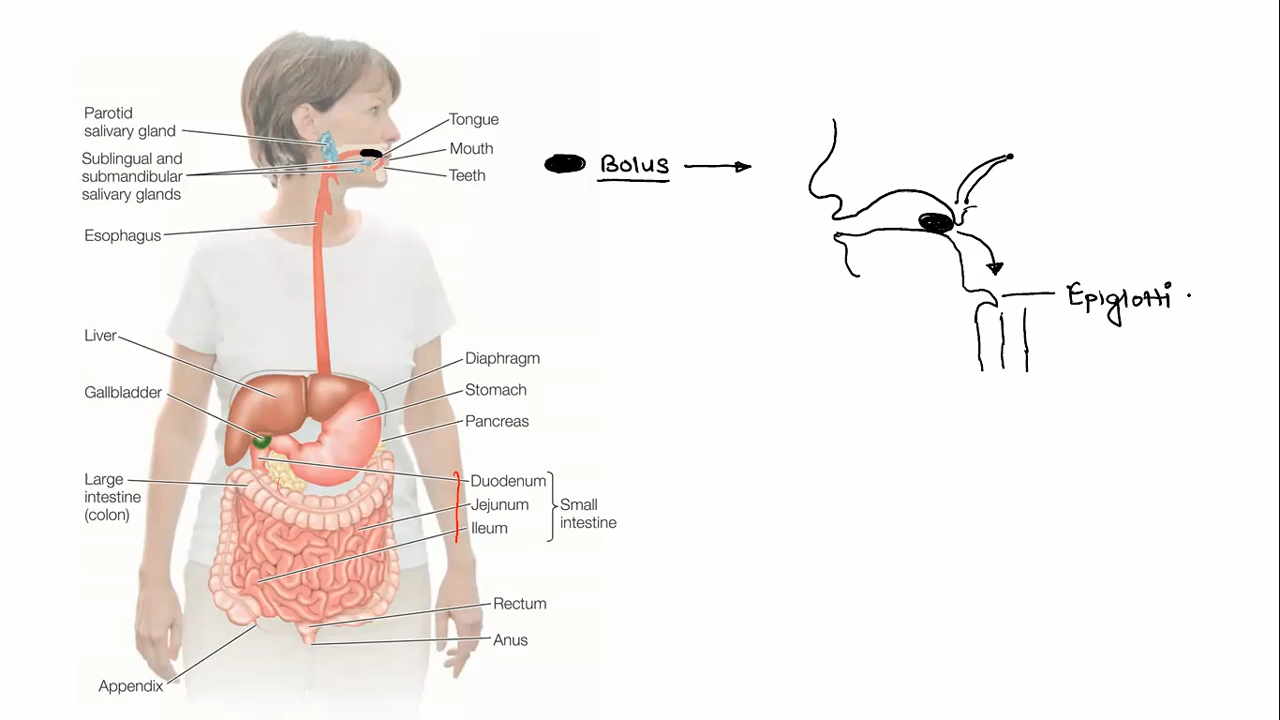 Parotid
salivary gland
Sublingual and
submandibular
salivary glands
Esophagus
Liver
Gallbladder
Large
intestine
(colon)
Appendix
Tongue
Mouth
Teeth
Diaphragm
Stomach
Pancreas
Duodenum
Jejunum
Ileum
Small
intestine
Rectum
Anus
Bolus
Epiglotti